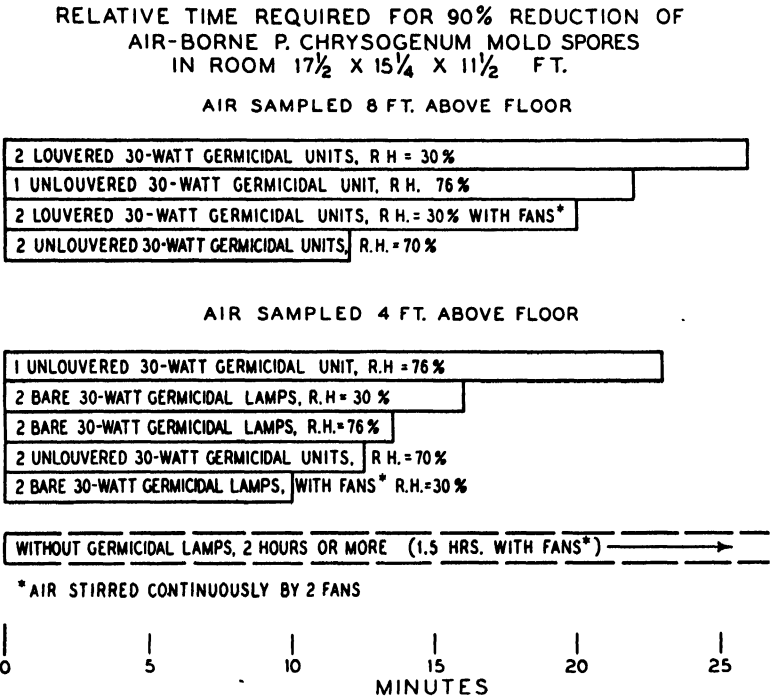 RELATIVE TIME REQUIRED FOR 90% REDUCTION OF
AIR-BORNE P. CHRYSOGENUM MOLD SPORES
IN ROOM 17½ X 15¼ X 11½ FT.
AIR SAMPLED 8 FT. ABOVE FLOOR
2 LOUVERED 30-WATT GERMICIDAL UNITS, R H = 30%
1 UNLOUVERED 30-WATT GERMICIDAL UNIT, R.H. 76%
2 LOUVERED 30-WATT GERMICIDAL UNITS, R.H.= 30% WITH FANS*
2 UNLOUVERED 30-WATT GERMICIDAL UNITS, R.H.= 70%
AIR SAMPLED 4 FT. ABOVE FLOOR
1 UNLOUVERED 30-WATT GERMICIDAL UNIT, R.H = 76%
2 BARE 30-WATT GERMICIDAL LAMPS, R.H = 30 %
2 BARE 30-WATT GERMICIDAL LAMPS, R.H.= 76%
2 UNLOUVERED 30-WATT GERMICIDAL UNITS, R H.= 70%
2 BARE 30-WATT GERMICIDAL LAMPS, WITH FANS* R.H.=30%
WITHOUT GERMICIDAL LAMPS, 2 HOURS OR MORE (1.5 HRS. WITH FANS*)
*AIR STIRRED CONTINUOUSLY BY 2 FANS
0 5 10 15 20 25
MINUTES